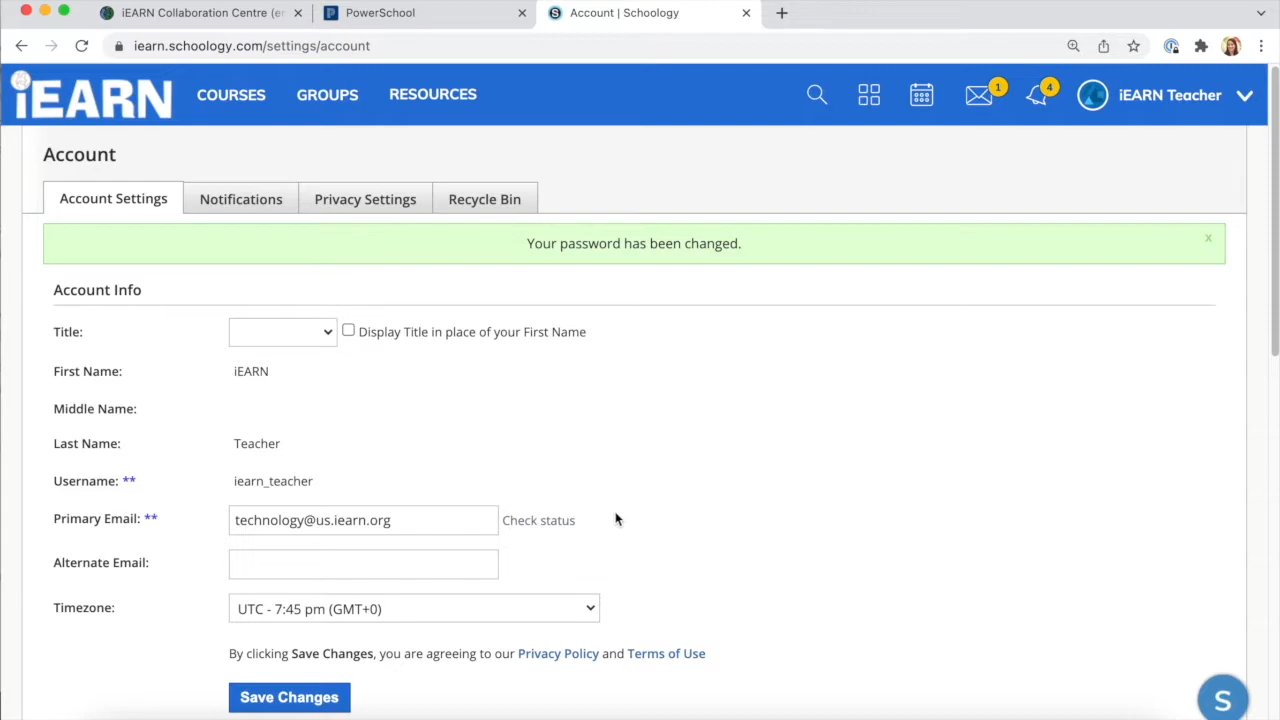 iEARN Collaboration Centre (er
PowerSchool
Account | Schoology
iearn.schoology.com/settings/account
iEARN
COURSES
GROUPS
RESOURCES
1
4
iEARN Teacher
Account
Account Settings
Notifications
Privacy Settings
Recycle Bin
Your password has been changed.
x
Account Info
Title:
Display Title in place of your First Name
First Name:
iEARN
Middle Name:
Last Name:
Teacher
Username: **
iearn_teacher
Primary Email: **
technology@us.iearn.org
Check status
Alternate Email:
Timezone:
UTC - 7:45 pm (GMT+0)
By clicking Save Changes, you are agreeing to our Privacy Policy and Terms of Use
Save Changes
S